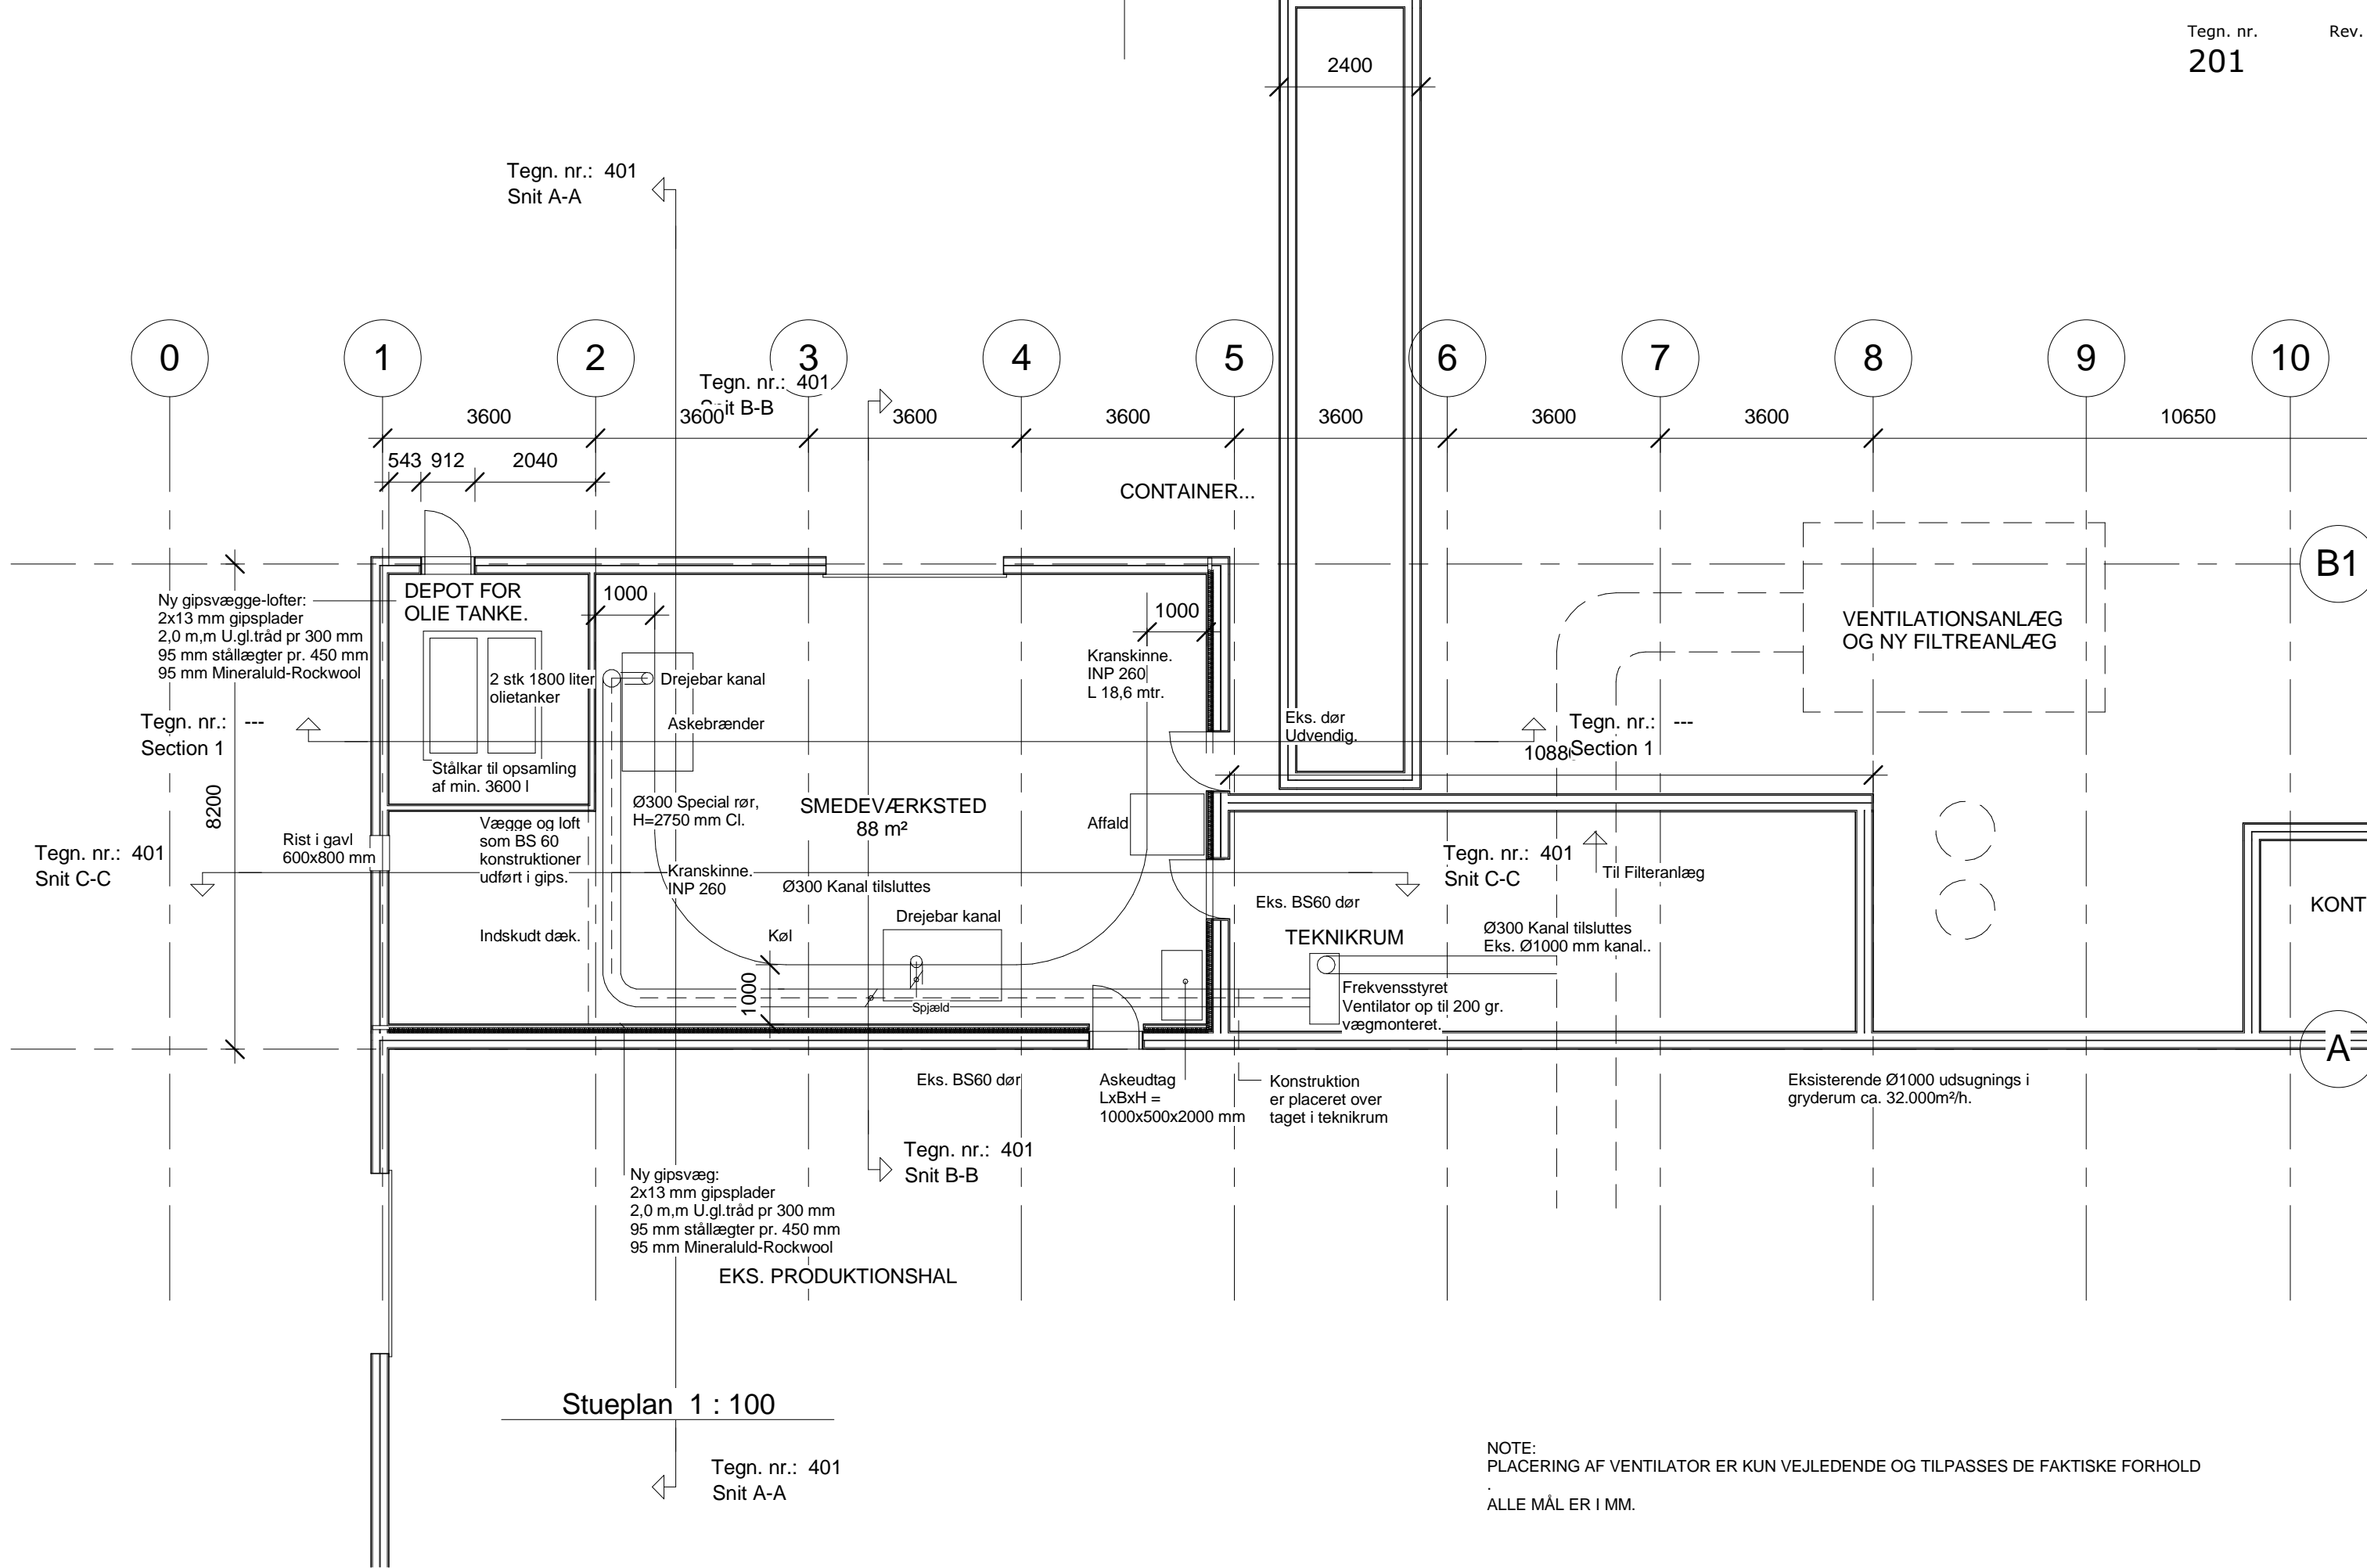 Tegn. nr. Rev.
201
2400
Tegn. nr.: 401
Snit A-A
0 1 2 3 4 5 6 7 8 9 10
Tegn. nr.: 401
Snit B-B
3600 3600 3600 3600 3600 3600 3600 10650
543 912 2040
CONTAINER...
B1
DEPOT FOR
OLIE TANKE.
1000
1000
Ny gipsvægge-lofter:
2x13 mm gipsplader
2,0 m,m U.gl.tråd pr 300 mm
95 mm stållægter pr. 450 mm
95 mm Mineraluld-Rockwool
VENTILATIONSANLÆG
OG NY FILTREANLÆG
2 stk 1800 liter
olietanker
Drejebar kanal
Askebrænder
Kranskinne.
INP 260
L 18,6 mtr.
Tegn. nr.: ---
Section 1
Eks. dør
Udvendig.
Tegn. nr.: ---
Section 1
Stålkar til opsamling
af min. 3600 l
8200
Ø300 Special rør,
H=2750 mm Cl.
SMEDEVÆRKSTED
88 m²
Affald
Vægge og loft
som BS 60
konstruktioner
udført i gips.
Rist i gavl
600x800 mm
Tegn. nr.: 401
Snit C-C
Kranskinne.
INP 260
Ø300 Kanal tilsluttes
Tegn. nr.: 401
Snit C-C
Til Filteranlæg
Eks. BS60 dør
KONT
Drejebar kanal
Indskudt dæk.
Køl
TEKNIKRUM
Ø300 Kanal tilsluttes
Eks. Ø1000 mm kanal..
1000
Spjæld
Frekvensstyret
Ventilator op til 200 gr.
vægmonteret.
A
Eks. BS60 dør
Askeudtag
LxBxH =
1000x500x2000 mm
Konstruktion
er placeret over
taget i teknikrum
Eksisterende Ø1000 udsugnings i
gryderum ca. 32.000m²/h.
Tegn. nr.: 401
Snit B-B
Ny gipsvæg:
2x13 mm gipsplader
2,0 m,m U.gl.tråd pr 300 mm
95 mm stållægter pr. 450 mm
95 mm Mineraluld-Rockwool
EKS. PRODUKTIONSHAL
Stueplan 1 : 100
Tegn. nr.: 401
Snit A-A
NOTE:
PLACERING AF VENTILATOR ER KUN VEJLEDENDE OG TILPASSES DE FAKTISKE FORHOLD
.
ALLE MÅL ER I MM.